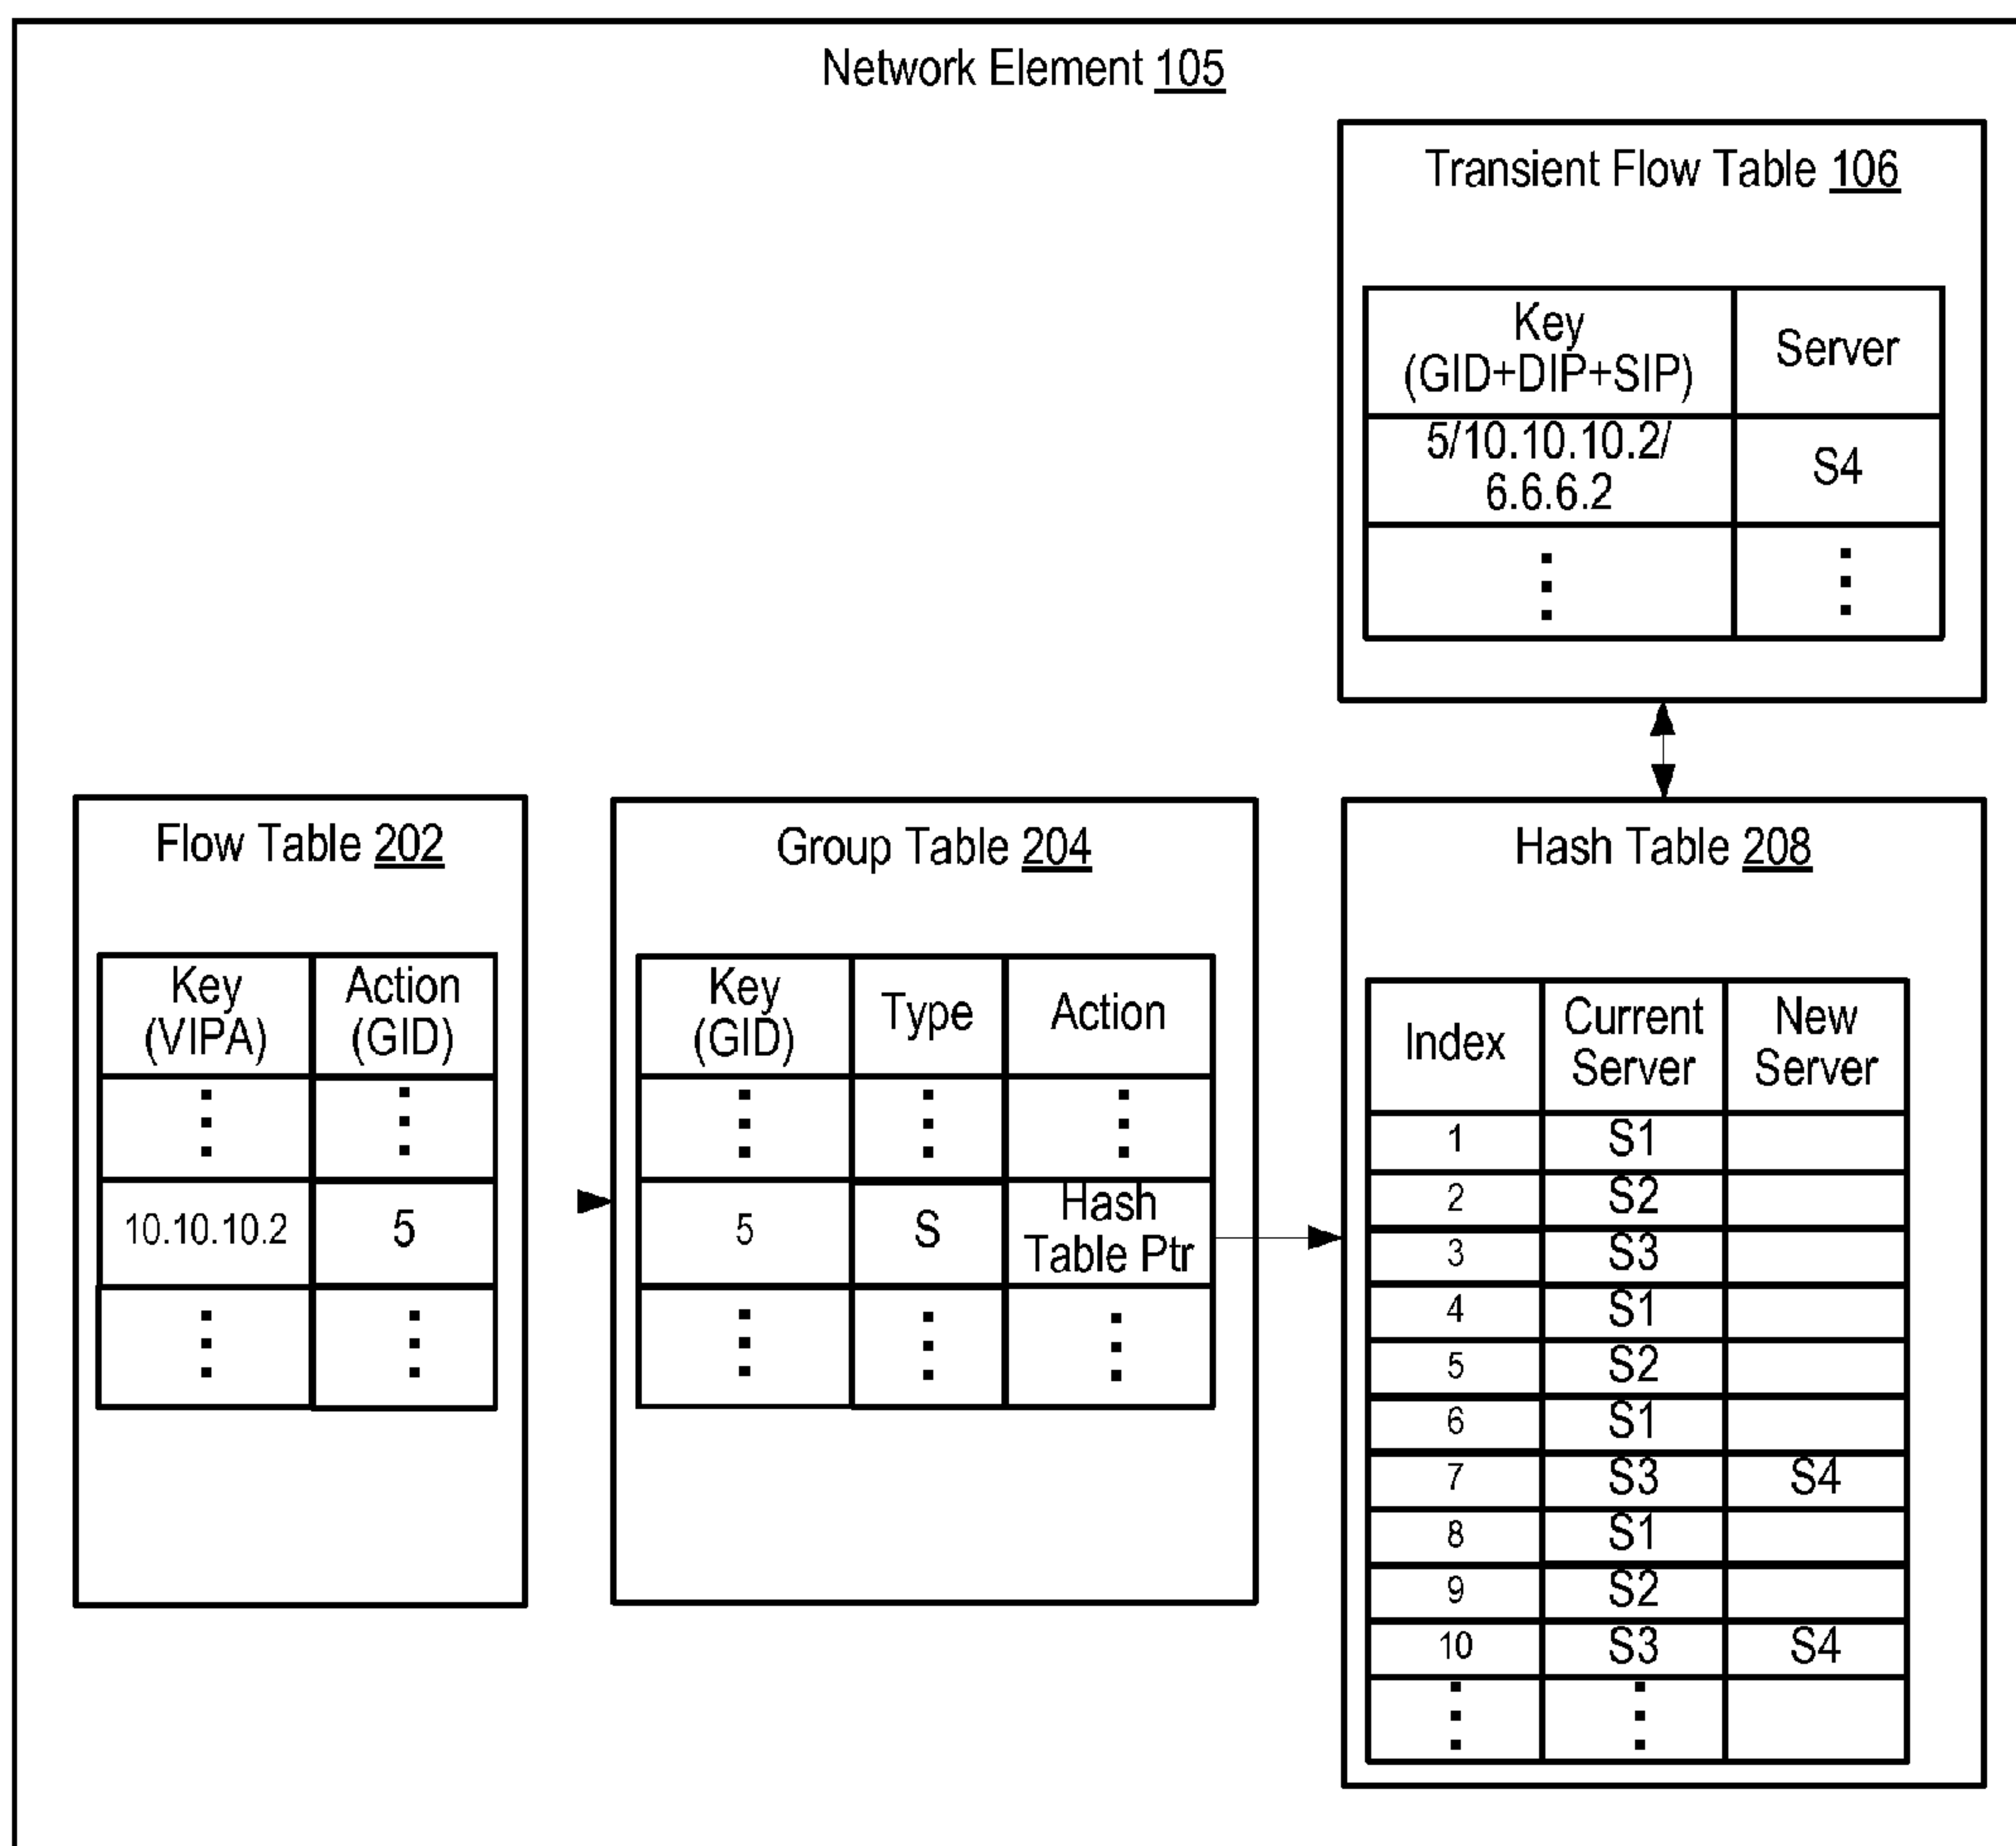 Network Element 105
Transient Flow Table 106
Key
(GID+DIP+SIP)
Server
5/10.10.10.2/
6.6.6.2
S4
Flow Table 202
Key
(VIPA)
Action
(GID)
10.10.10.2
5
Group Table 204
Key
(GID)
Type
Action
5
S
Hash
Table Ptr
Hash Table 208
Index
Current
Server
New
Server
1 S1
2 S2
3 S3
4 S1
5 S2
6 S1
7 S3 S4
8 S1
9 S2
10 S3 S4